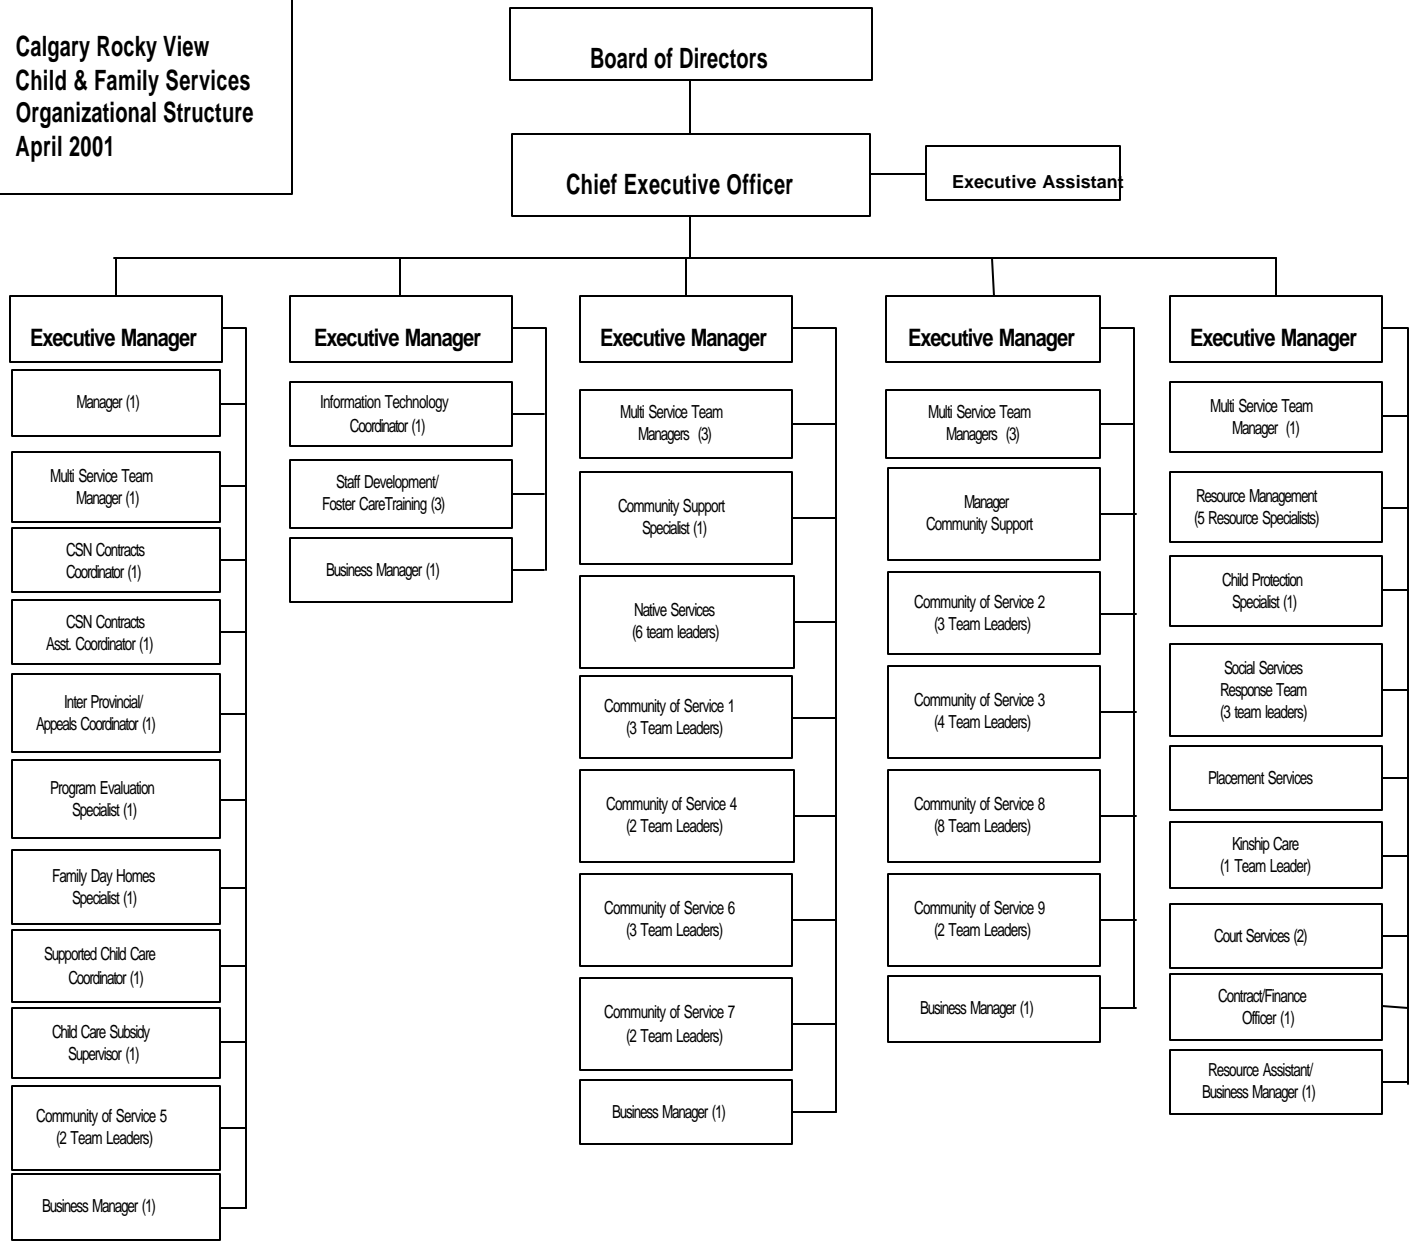 Calgary Rocky View
Child & Family Services
Organizational Structure
April 2001
Board of Directors
Chief Executive Officer
Executive Assistant
Executive Manager
Manager (1)
Multi Service Team
Manager (1)
CSN Contracts
Coordinator (1)
CSN Contracts
Asst. Coordinator (1)
Inter Provincial/
Appeals Coordinator (1)
Program Evaluation
Specialist (1)
Family Day Homes
Specialist (1)
Supported Child Care
Coordinator (1)
Child Care Subsidy
Supervisor (1)
Community of Service 5
(2 Team Leaders)
Business Manager (1)
Executive Manager
Information Technology
Coordinator (1)
Staff Development/
Foster CareTraining (3)
Business Manager (1)
Executive Manager
Multi Service Team
Managers (3)
Community Support
Specialist (1)
Native Services
(6 team leaders)
Community of Service 1
(3 Team Leaders)
Community of Service 4
(2 Team Leaders)
Community of Service 6
(3 Team Leaders)
Community of Service 7
(2 Team Leaders)
Business Manager (1)
Executive Manager
Multi Service Team
Managers (3)
Manager
Community Support
Community of Service 2
(3 Team Leaders)
Community of Service 3
(4 Team Leaders)
Community of Service 8
(8 Team Leaders)
Community of Service 9
(2 Team Leaders)
Business Manager (1)
Executive Manager
Multi Service Team
Manager (1)
Resource Management
(5 Resource Specialists)
Child Protection
Specialist (1)
Social Services
Response Team
(3 team leaders)
Placement Services
Kinship Care
(1 Team Leader)
Court Services (2)
Contract/Finance
Officer (1)
Resource Assistant/
Business Manager (1)